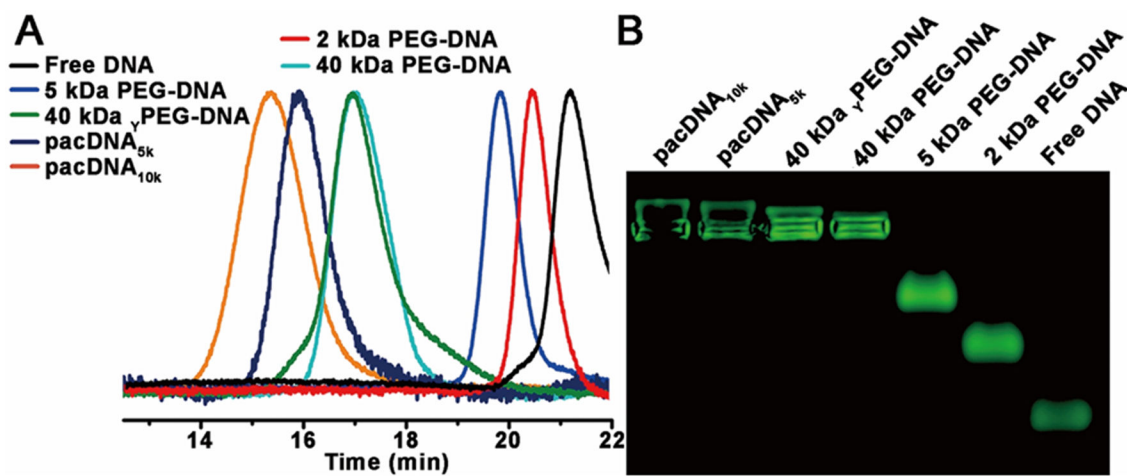 A
Free DNA
5 kDa PEG-DNA
40 kDa YPEG-DNA
pacDNA5k
pacDNA10k
2 kDa PEG-DNA
40 kDa PEG-DNA
14 16 18 20 22
Time (min)
B
pacDNA10k
pacDNA5k
40 kDa YPEG-DNA
40 kDa PEG-DNA
5 kDa PEG-DNA
2 kDa PEG-DNA
Free DNA